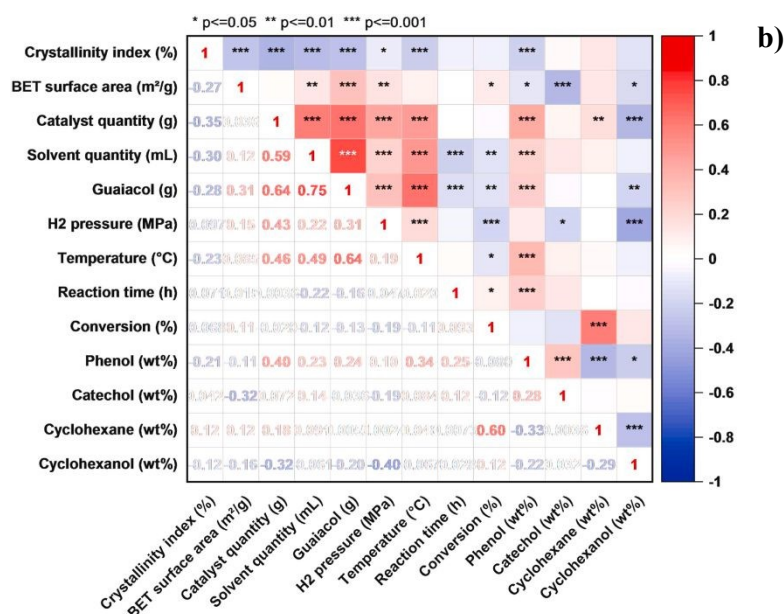 * p<=0.05 ** p<=0.01 *** p<=0.001
b)
Crystallinity index (%) 1 *** *** *** *** * *** ***
BET surface area (m²/g) -0.27 1 ** *** ** * * *** *
Catalyst quantity (g) -0.35 1 *** *** *** *** *** ** ***
Solvent quantity (mL) -0.30 0.12 0.59 1 *** *** *** *** ** ***
Guaiacol (g) -0.28 0.31 0.64 0.75 1 *** *** *** ** *** **
H2 pressure (MPa) 0.15 0.43 0.22 0.31 1 *** *** * ***
Temperature (°C) -0.23 0.46 0.49 0.64 0.19 1 * ***
Reaction time (h) -0.22 -0.16 1 * ***
Conversion (%) 0.11 -0.12 -0.13 -0.19 -0.11 1 ***
Phenol (wt%) -0.21 -0.11 0.40 0.23 0.24 0.10 0.34 0.25 1 *** *** *
Catechol (wt%) -0.32 0.14 -0.19 0.12 -0.12 0.28 1
Cyclohexane (wt%) 0.12 0.12 0.18 0.60 -0.33 1 ***
Cyclohexanol (wt%) -0.12 -0.16 -0.32 -0.20 -0.40 0.12 -0.22 -0.29 1
Crystallinity index (%)
BET surface area (m²/g)
Catalyst quantity (g)
Solvent quantity (mL)
Guaiacol (g)
H2 pressure (MPa)
Temperature (°C)
Reaction time (h)
Conversion (%)
Phenol (wt%)
Catechol (wt%)
Cyclohexane (wt%)
Cyclohexanol (wt%)
1
0.8
0.6
0.4
0.2
0
-0.2
-0.4
-0.6
-0.8
-1